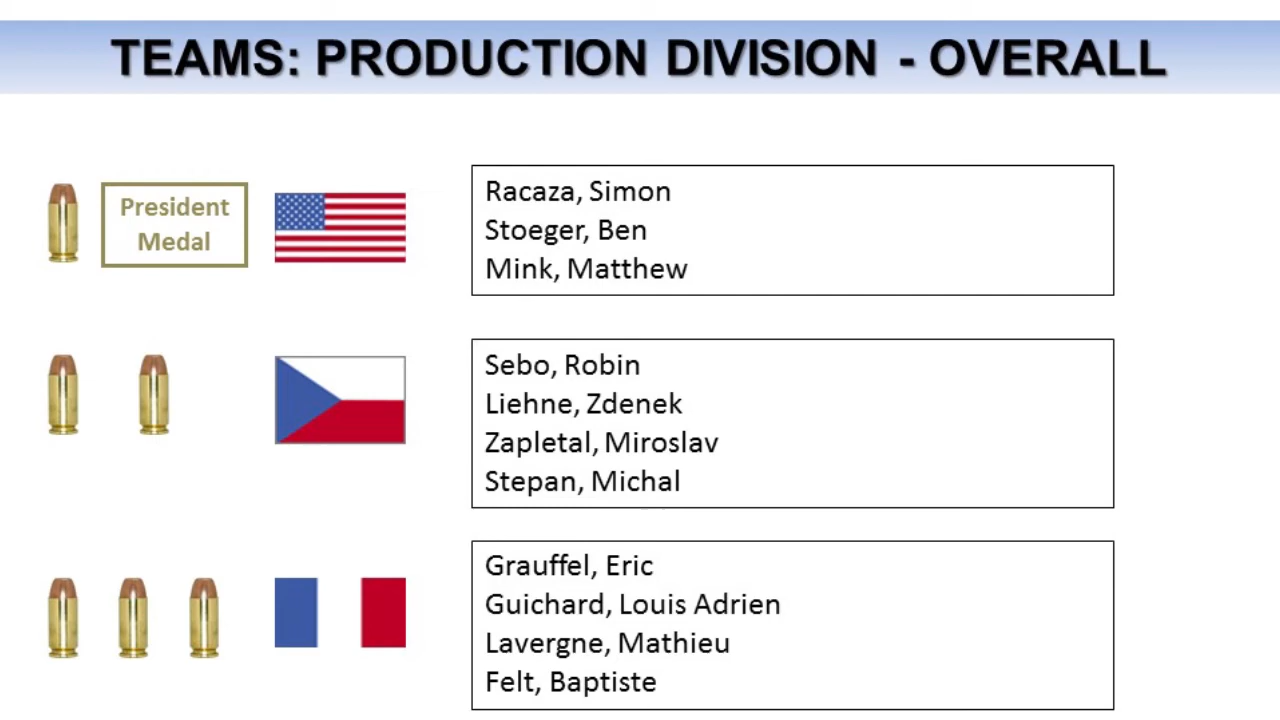 TEAMS: PRODUCTION DIVISION - OVERALL
President
Medal
Racaza, Simon
Stoeger, Ben
Mink, Matthew
Sebo, Robin
Liehne, Zdenek
Zapletal, Miroslav
Stepan, Michal
Grauffel, Eric
Guichard, Louis Adrien
Lavergne, Mathieu
Felt, Baptiste